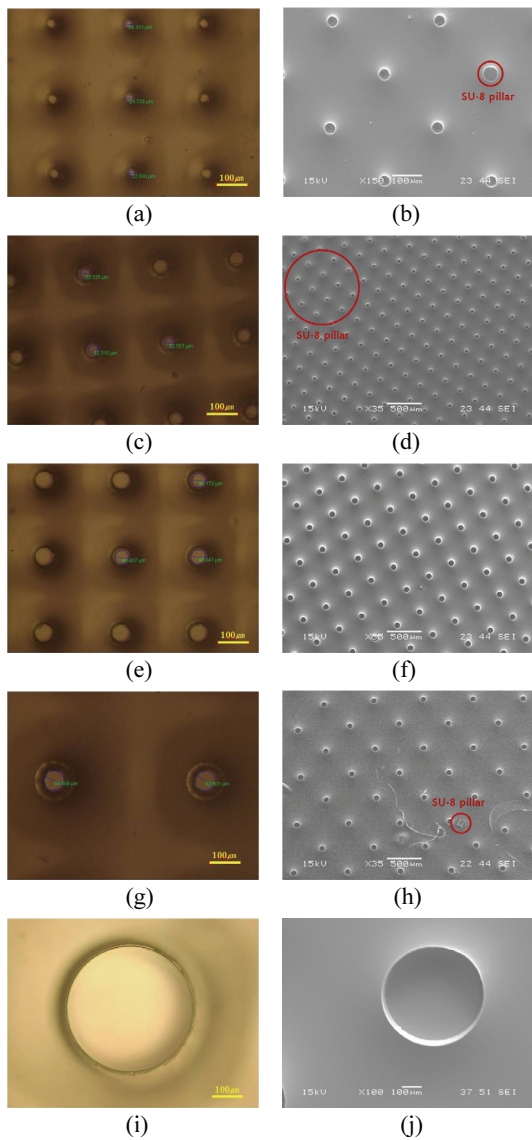 100㎛
(a)
SU-8 pillar
15kV X150 100μm 23 44 SEI
(b)
100㎛
(c)
SU-8 pillar
15kV X35 500μm 23 44 SEI
(d)
100㎛
(e)
15kV 500μm 23 44 SEI
(f)
100㎛
(g)
SU-8 pillar
15kV X35 500μm 22 44 SEI
(h)
100㎛
(i)
15kV X100 100μm 37 51 SEI
(j)